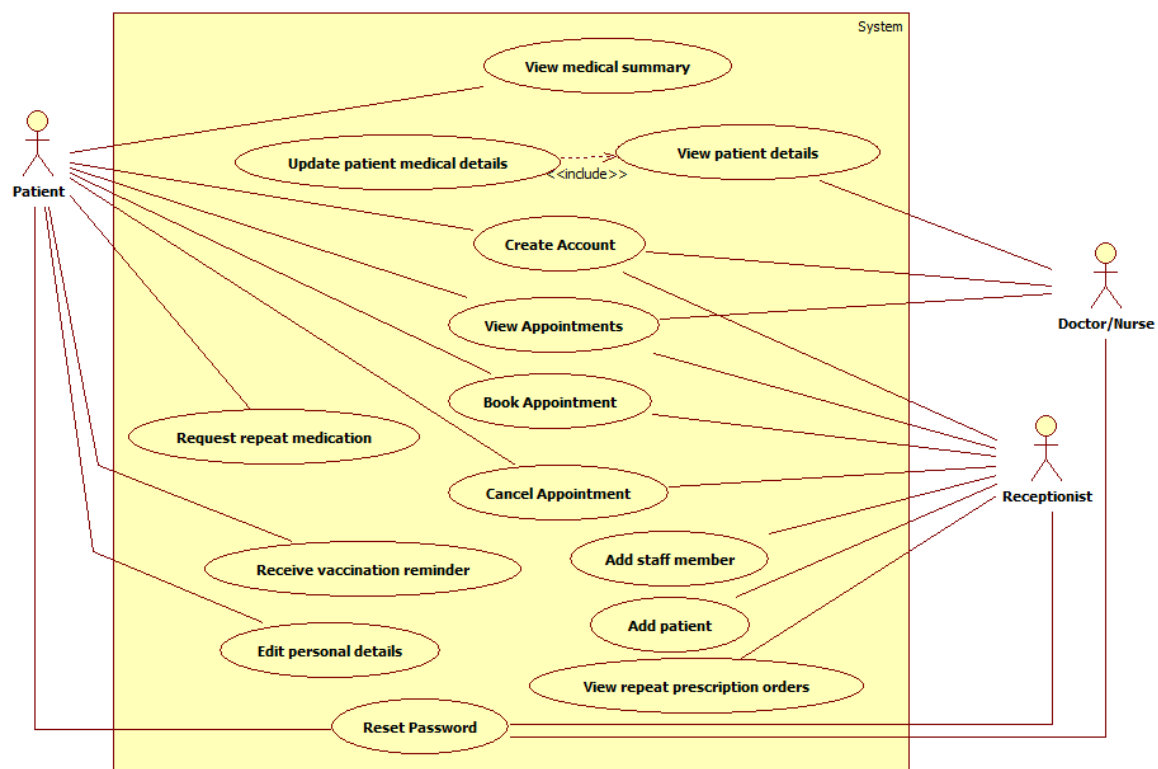 System
View medical summary
Update patient medical details
View patient details
<<include>>
Patient
Create Account
Doctor/Nurse
View Appointments
Book Appointment
Request repeat medication
Cancel Appointment
Receptionist
Add staff member
Receive vaccination reminder
Add patient
Edit personal details
View repeat prescription orders
Reset Password